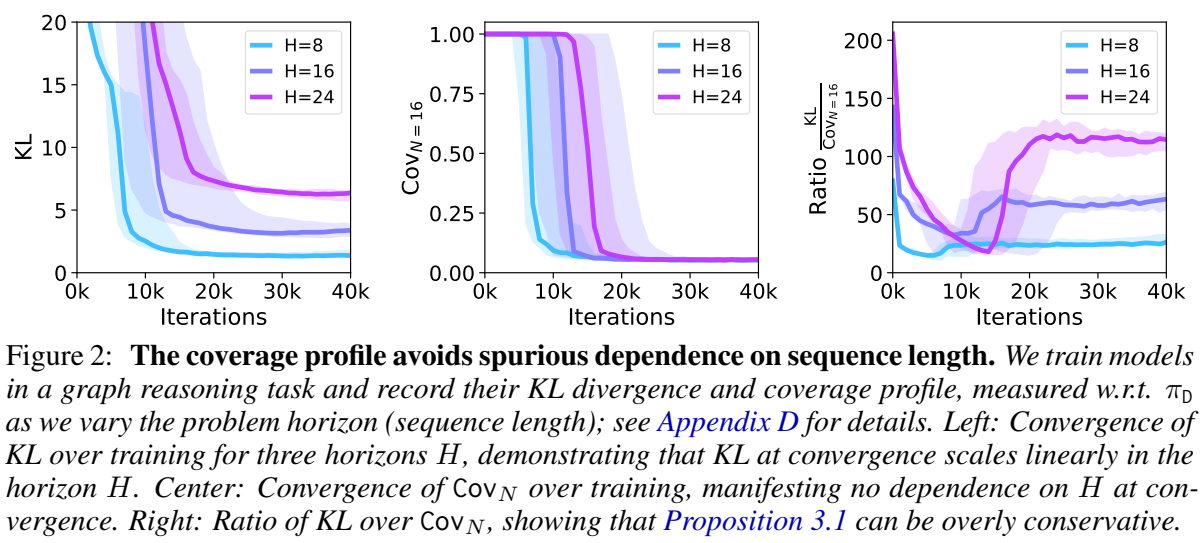 20
15
10
5
0
KL
0k
10k
20k
30k
40k
Iterations
H=8
H=16
H=24
1.00
0.75
0.50
0.25
0.00
Cov_{N=16}
0k
10k
20k
30k
40k
Iterations
H=8
H=16
H=24
200
150
100
50
0
Ratio KL/Cov_{N=16}
0k
10k
20k
30k
40k
Iterations
H=8
H=16
H=24
Figure 2: The coverage profile avoids spurious dependence on sequence length. We train models
in a graph reasoning task and record their KL divergence and coverage profile, measured w.r.t. π_D
as we vary the problem horizon (sequence length); see Appendix D for details. Left: Convergence of
KL over training for three horizons H, demonstrating that KL at convergence scales linearly in the
horizon H. Center: Convergence of Cov_N over training, manifesting no dependence on H at con-
vergence. Right: Ratio of KL over Cov_N, showing that Proposition 3.1 can be overly conservative.